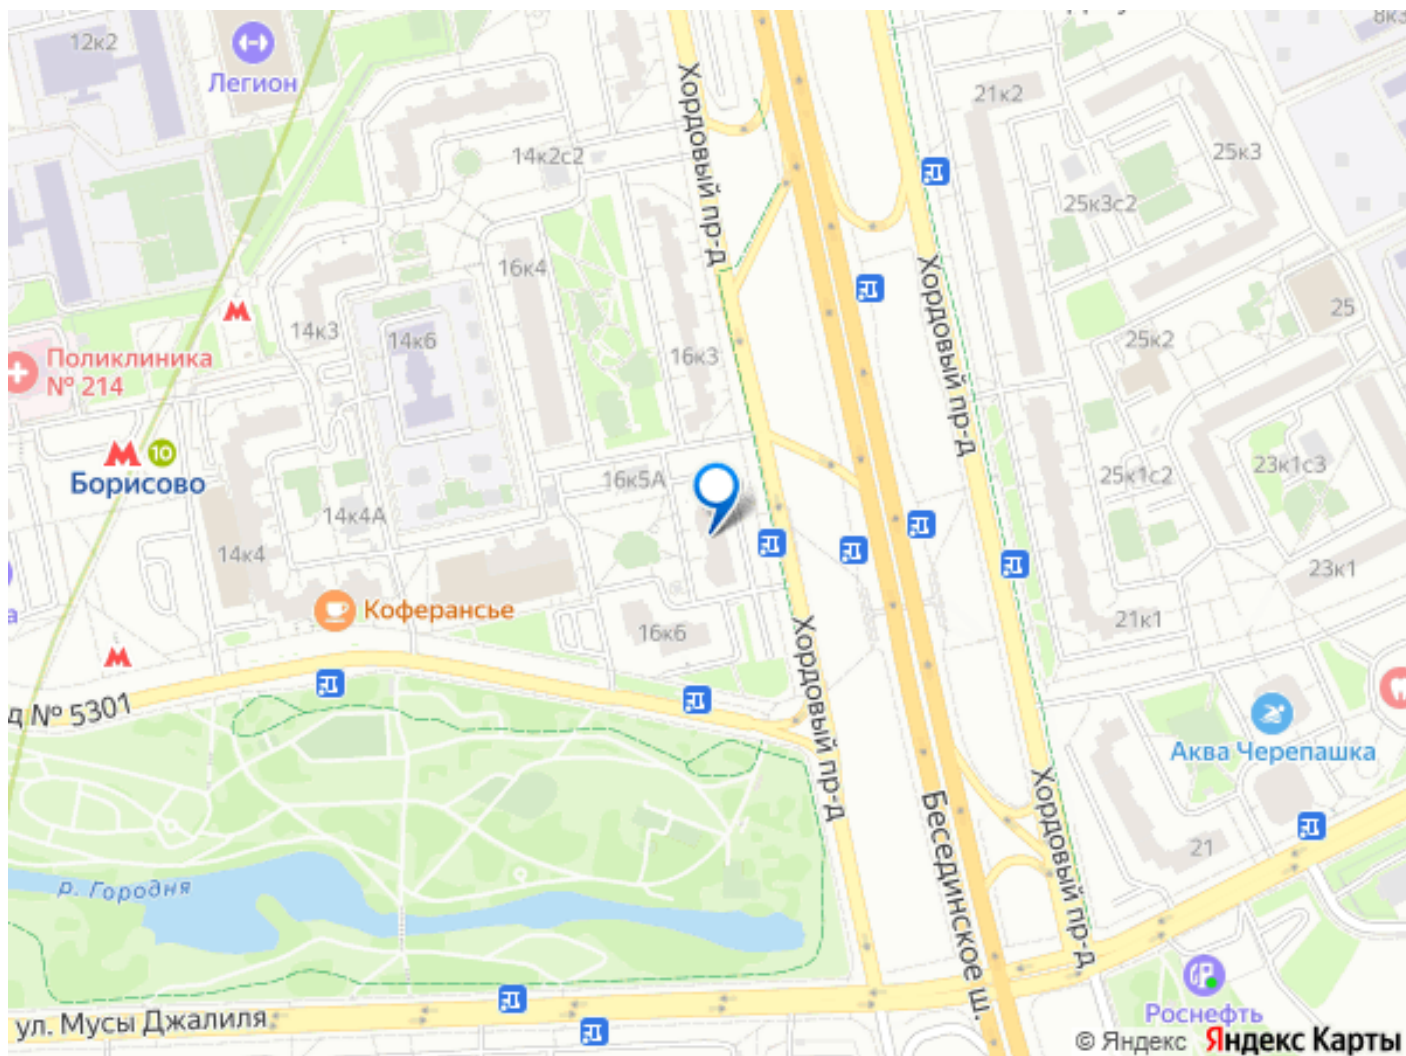 12к2
Легион
8к3
21к2
Хордовый пр-д
14к2с2
25к3
25к3с2
16к4
Хордовый пр-д
14к3
14к6
16к3
25
25к2
Поликлиника
№ 214
10
Борисово
16к5А
25к1с2
23к1с3
14к4А
14к4
23к1
Коферансье
16к6
21к1
Хордовый пр-д
д № 5301
Аква Черепашка
Хордовый пр-д
Бесединское ш.
21
р. Городня
ул. Мусы Джалиля
Роснефть
© Яндекс Яндекс Карты